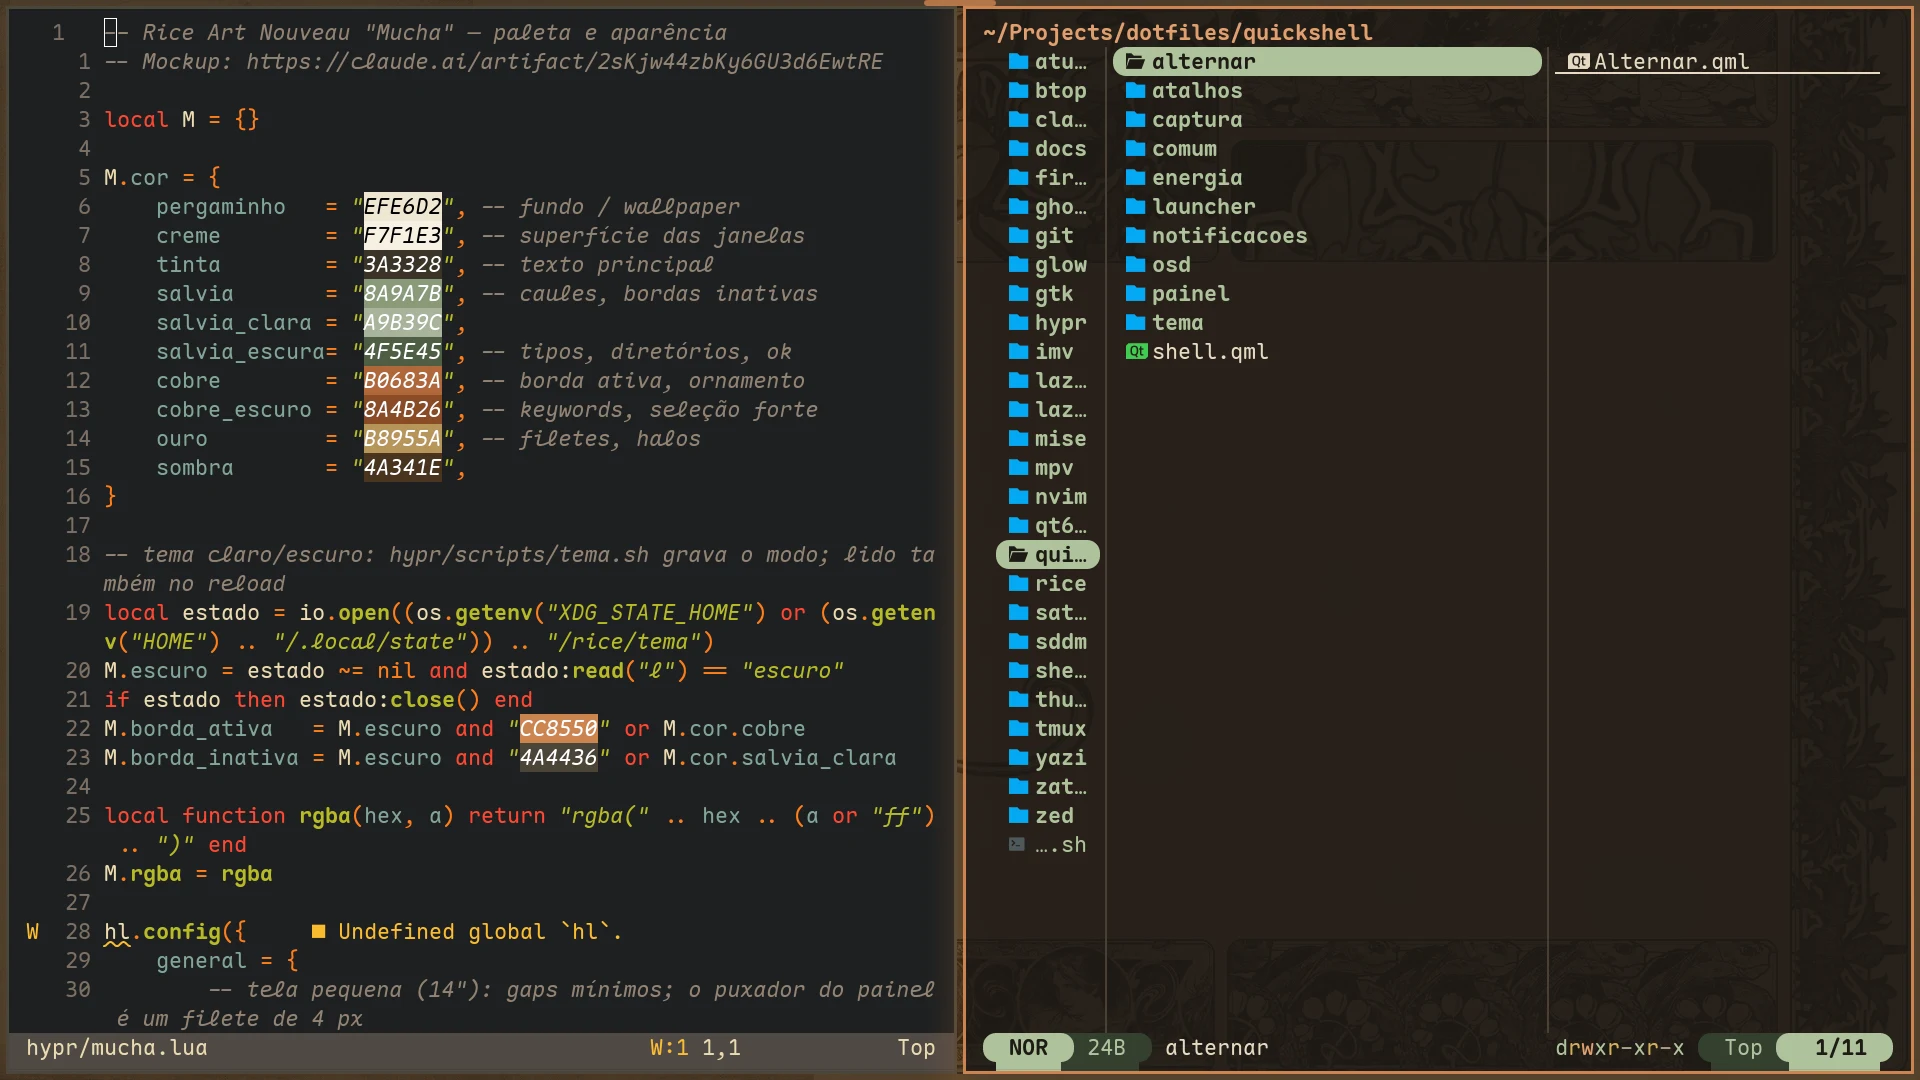 1 -- Rice Art Nouveau "Mucha" — paleta e aparência
1 -- Mockup: https://claude.ai/artifact/2sKjw44zbKy6GU3d6EwtRE
2
3 local M = {}
4
5 M.cor = {
6 pergaminho = "EFE6D2", -- fundo / wallpaper
7 creme = "F7F1E3", -- superfície das janelas
8 tinta = "3A3328", -- texto principal
9 salvia = "8A9A7B", -- caules, bordas inativas
10 salvia_clara = "A9B39C",
11 salvia_escura= "4F5E45", -- tipos, diretórios, ok
12 cobre = "B0683A", -- borda ativa, ornamento
13 cobre_escuro = "8A4B26", -- keywords, seleção forte
14 ouro = "B8955A", -- filetes, halos
15 sombra = "4A341E",
16 }
17
18 -- tema claro/escuro: hypr/scripts/tema.sh grava o modo; lido ta
mbém no reload
19 local estado = io.open((os.getenv("XDG_STATE_HOME") or (os.geten
v("HOME") .. "/.local/state")) .. "/rice/tema")
20 M.escuro = estado ~= nil and estado:read("l") == "escuro"
21 if estado then estado:close() end
22 M.borda_ativa = M.escuro and "CC8550" or M.cor.cobre
23 M.borda_inativa = M.escuro and "4A4436" or M.cor.salvia_clara
24
25 local function rgba(hex, a) return "rgba(" .. hex .. (a or "ff")
.. ")" end
26 M.rgba = rgba
27
W 28 hl.config({ ■ Undefined global `hl`.
29 general = {
30 -- tela pequena (14"): gaps mínimos; o puxador do painel
é um filete de 4 px
hypr/mucha.lua W:1 1,1 Top
~/Projects/dotfiles/quickshell
atu…
btop
cla…
docs
fir…
gho…
git
glow
gtk
hypr
imv
laz…
laz…
mise
mpv
nvim
qt6…
qui…
rice
sat…
sddm
she…
thu…
tmux
yazi
zat…
zed
….sh
alternar
atalhos
captura
comum
energia
launcher
notificacoes
osd
painel
tema
Qt shell.qml
Qt Alternar.qml
NOR 24B alternar drwxr-xr-x Top 1/11